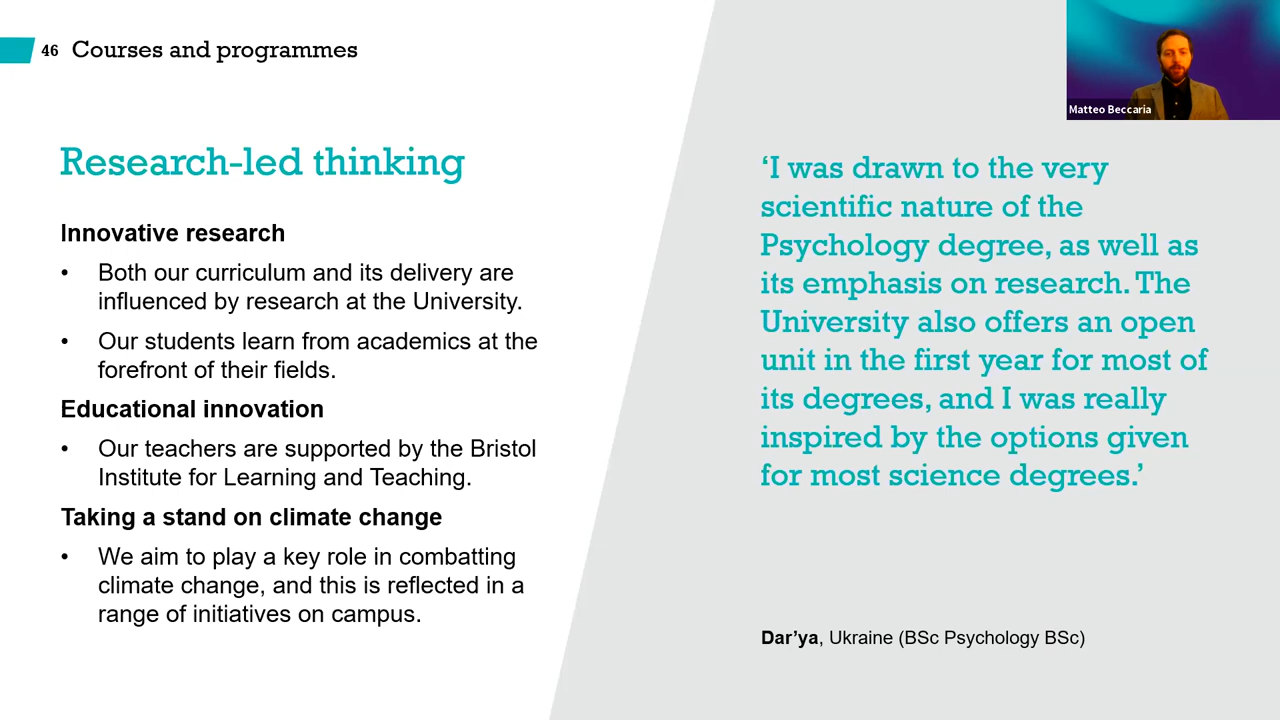 46 Courses and programmes
Matteo Beccaria
Research-led thinking
Innovative research
• Both our curriculum and its delivery are
influenced by research at the University.
• Our students learn from academics at the
forefront of their fields.
Educational innovation
• Our teachers are supported by the Bristol
Institute for Learning and Teaching.
Taking a stand on climate change
• We aim to play a key role in combatting
climate change, and this is reflected in a
range of initiatives on campus.
‘I was drawn to the very
scientific nature of the
Psychology degree, as well as
its emphasis on research. The
University also offers an open
unit in the first year for most of
its degrees, and I was really
inspired by the options given
for most science degrees.’
Dar’ya, Ukraine (BSc Psychology BSc)